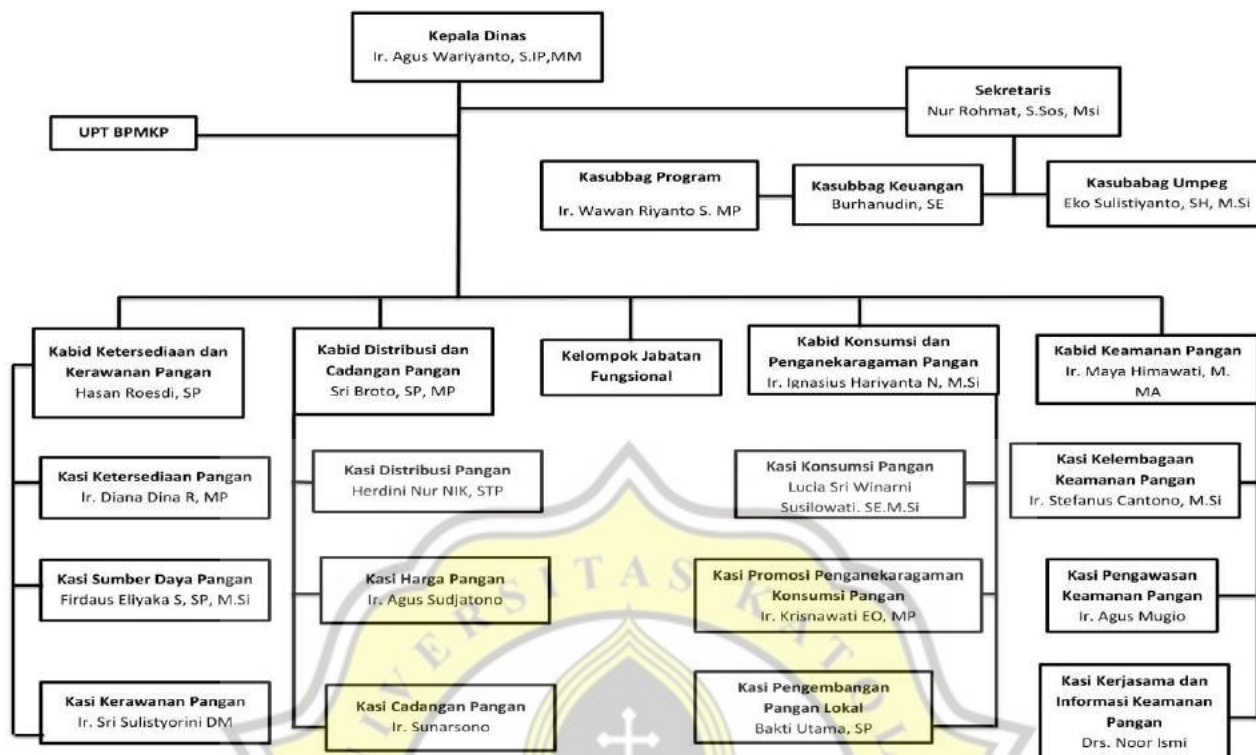 Kepala Dinas
Ir. Agus Wariyanto, S.IP,MM
Sekretaris
Nur Rohmat, S.Sos, Msi
UPT BPMKP
Kasubbag Program
Ir. Wawan Riyanto S. MP
Kasubbag Keuangan
Burhanudin, SE
Kasubabag Umpeg
Eko Sulistiyanto, SH, M.Si
Kabid Ketersediaan dan
Kerawanan Pangan
Hasan Roesdi, SP
Kabid Distribusi dan
Cadangan Pangan
Sri Broto, SP, MP
Kelompok Jabatan
Fungsional
Kabid Konsumsi dan
Penganekaragaman Pangan
Ir. Ignasius Hariyanta N, M.Si
Kabid Keamanan Pangan
Ir. Maya Himawati, M.
MA
Kasi Ketersediaan Pangan
Ir. Diana Dina R, MP
Kasi Distribusi Pangan
Herdini Nur NIK, STP
Kasi Konsumsi Pangan
Lucia Sri Winarni
Susilowati. SE.M.Si
Kasi Kelembagaan
Keamanan Pangan
Ir. Stefanus Cantono, M.Si
Kasi Sumber Daya Pangan
Firdaus Eliyaka S, SP, M.Si
Kasi Harga Pangan
Ir. Agus Sudjatono
Kasi Promosi Penganekaragaman
Konsumsi Pangan
Ir. Krisnawati EO, MP
Kasi Pengawasan
Keamanan Pangan
Ir. Agus Mugio
Kasi Kerawanan Pangan
Ir. Sri Sulistyorini DM
Kasi Cadangan Pangan
Ir. Sunarsono
Kasi Pengembangan
Pangan Lokal
Bakti Utama, SP
Kasi Kerjasama dan
Informasi Keamanan
Pangan
Drs. Noor Ismi
UNIVERSITAS KATOL